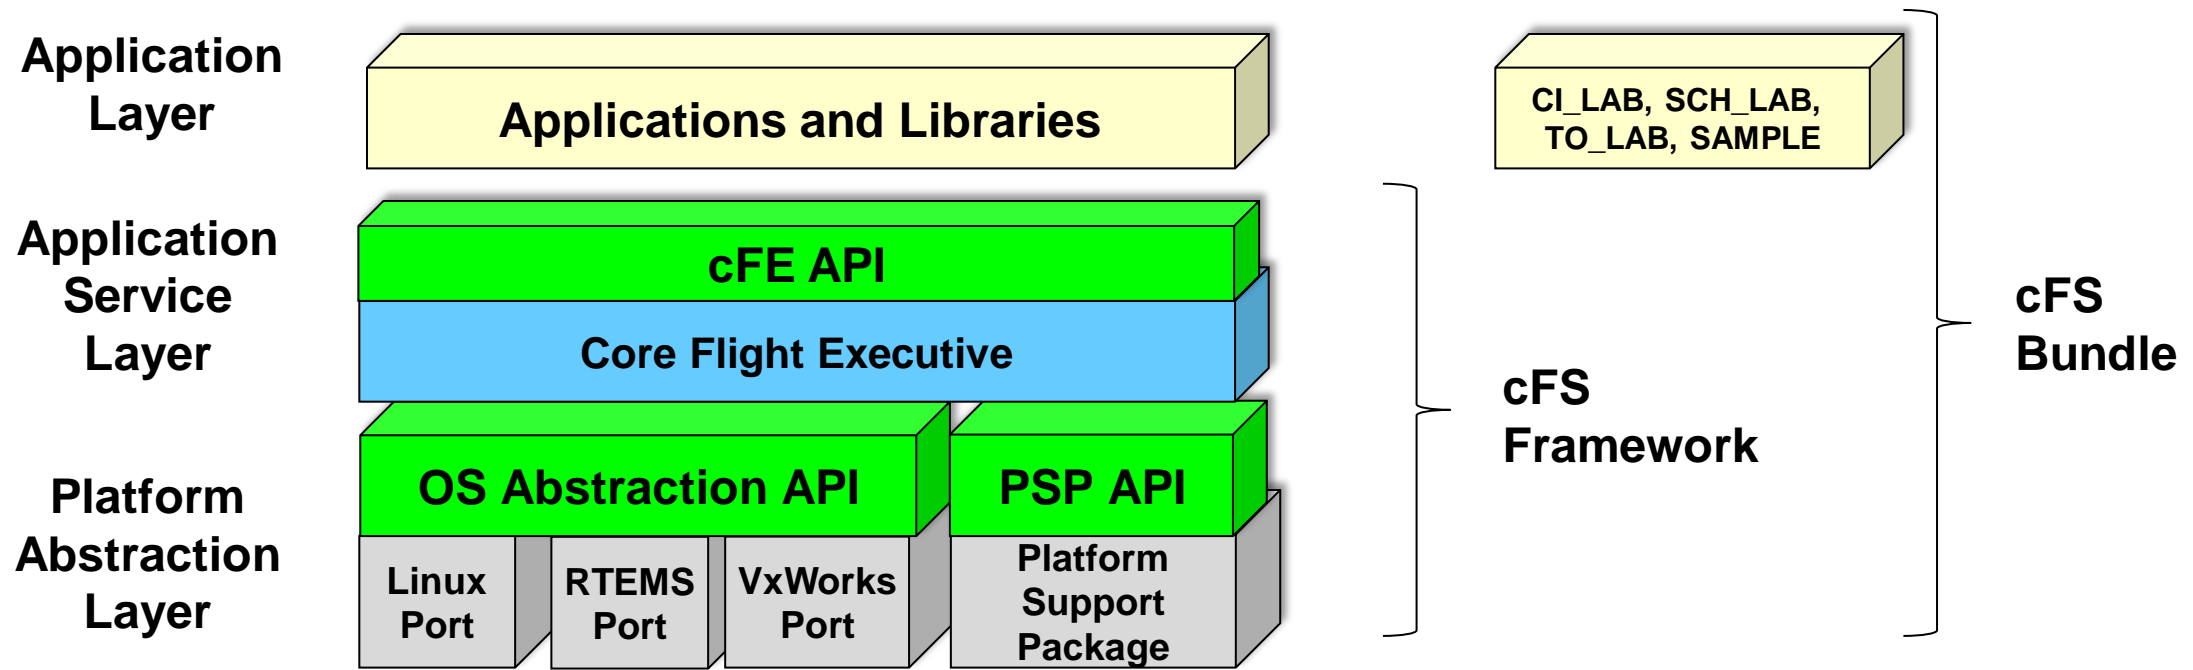 Application
Layer
Applications and Libraries
CI_LAB, SCH_LAB,
TO_LAB, SAMPLE
Application
Service
Layer
cFE API
Core Flight Executive
cFS
Bundle
cFS
Framework
Platform
Abstraction
Layer
OS Abstraction API
PSP API
Linux
Port
RTEMS
Port
VxWorks
Port
Platform
Support
Package